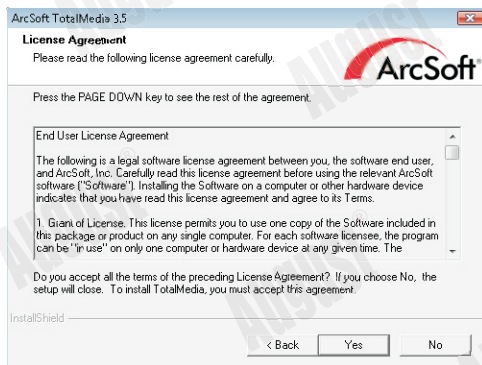 ArcSoft TotalMedia 3.5
License Agreement
Please read the following license agreement carefully.
ArcSoft®
Press the PAGE DOWN key to see the rest of the agreement.
End User License Agreement
The following is a legal software license agreement between you, the software end user,
and ArcSoft, Inc. Carefully read this license agreement before using the relevant ArcSoft
software ("Software"). Installing the Software on a computer or other hardware device
indicates that you have read this license agreement and agree to its Terms.
1. Grant of License. This license permits you to use one copy of the Software included in
this package or product on any single computer. For each software licensee, the program
can be "in use" on only one computer or hardware device at any given time. The
Do you accept all the terms of the preceding License Agreement? If you choose No, the
setup will close. To install TotalMedia, you must accept this agreement.
InstallShield
< Back Yes No
August
August
August®
August